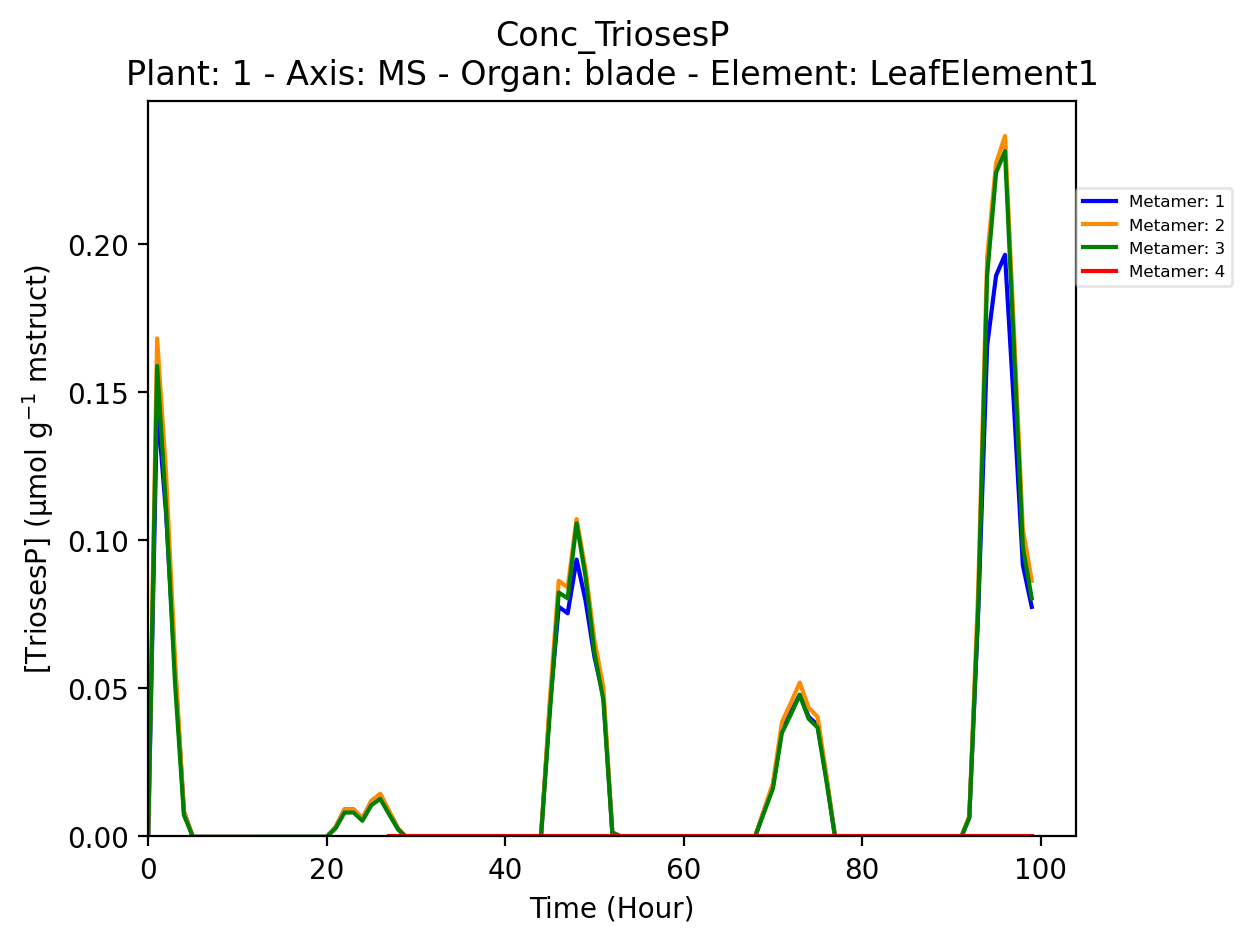 Conc_TriosesP
Plant: 1 - Axis: MS - Organ: blade - Element: LeafElement1
[TriosesP] (µmol g⁻¹ mstruct)
0.20
0.15
0.10
0.05
0.00
0 20 40 60 80 100
Time (Hour)
Metamer: 1
Metamer: 2
Metamer: 3
Metamer: 4